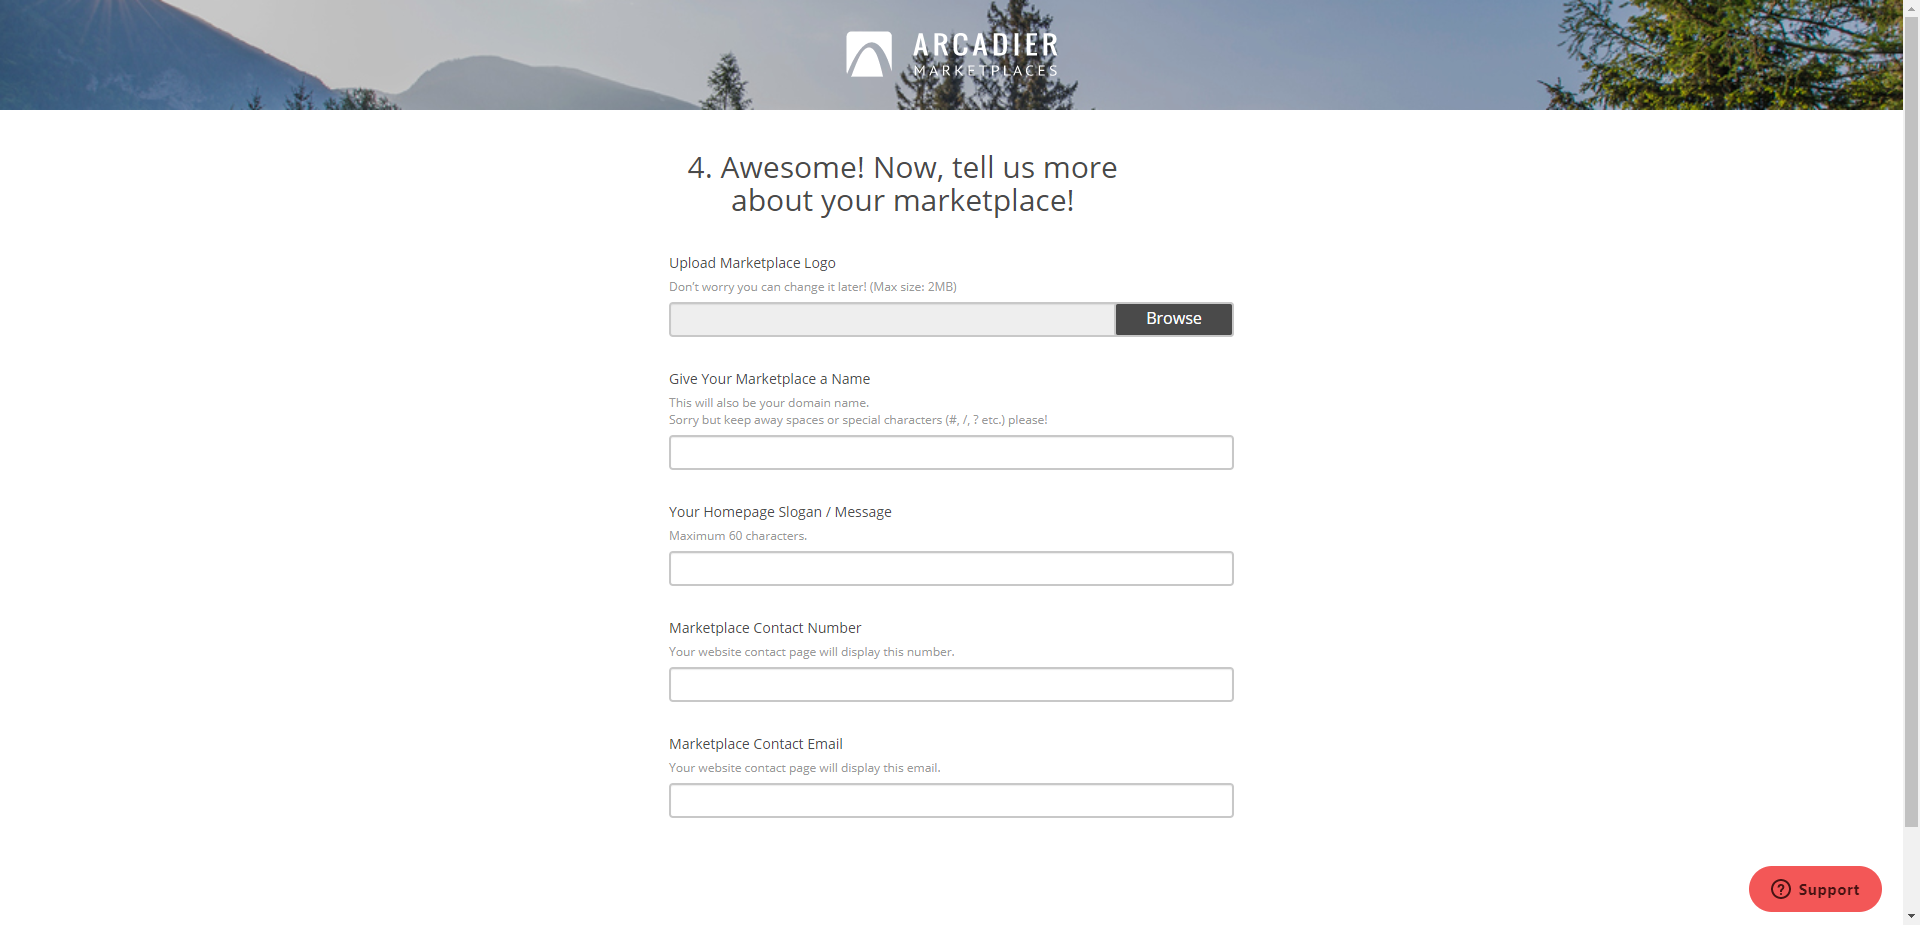 ARCADIER
MARKETPLACES
4. Awesome! Now, tell us more
about your marketplace!
Upload Marketplace Logo
Don't worry you can change it later! (Max size: 2MB)
Browse
Give Your Marketplace a Name
This will also be your domain name.
Sorry but keep away spaces or special characters (#, /, ? etc.) please!
Your Homepage Slogan / Message
Maximum 60 characters.
Marketplace Contact Number
Your website contact page will display this number.
Marketplace Contact Email
Your website contact page will display this email.
Support